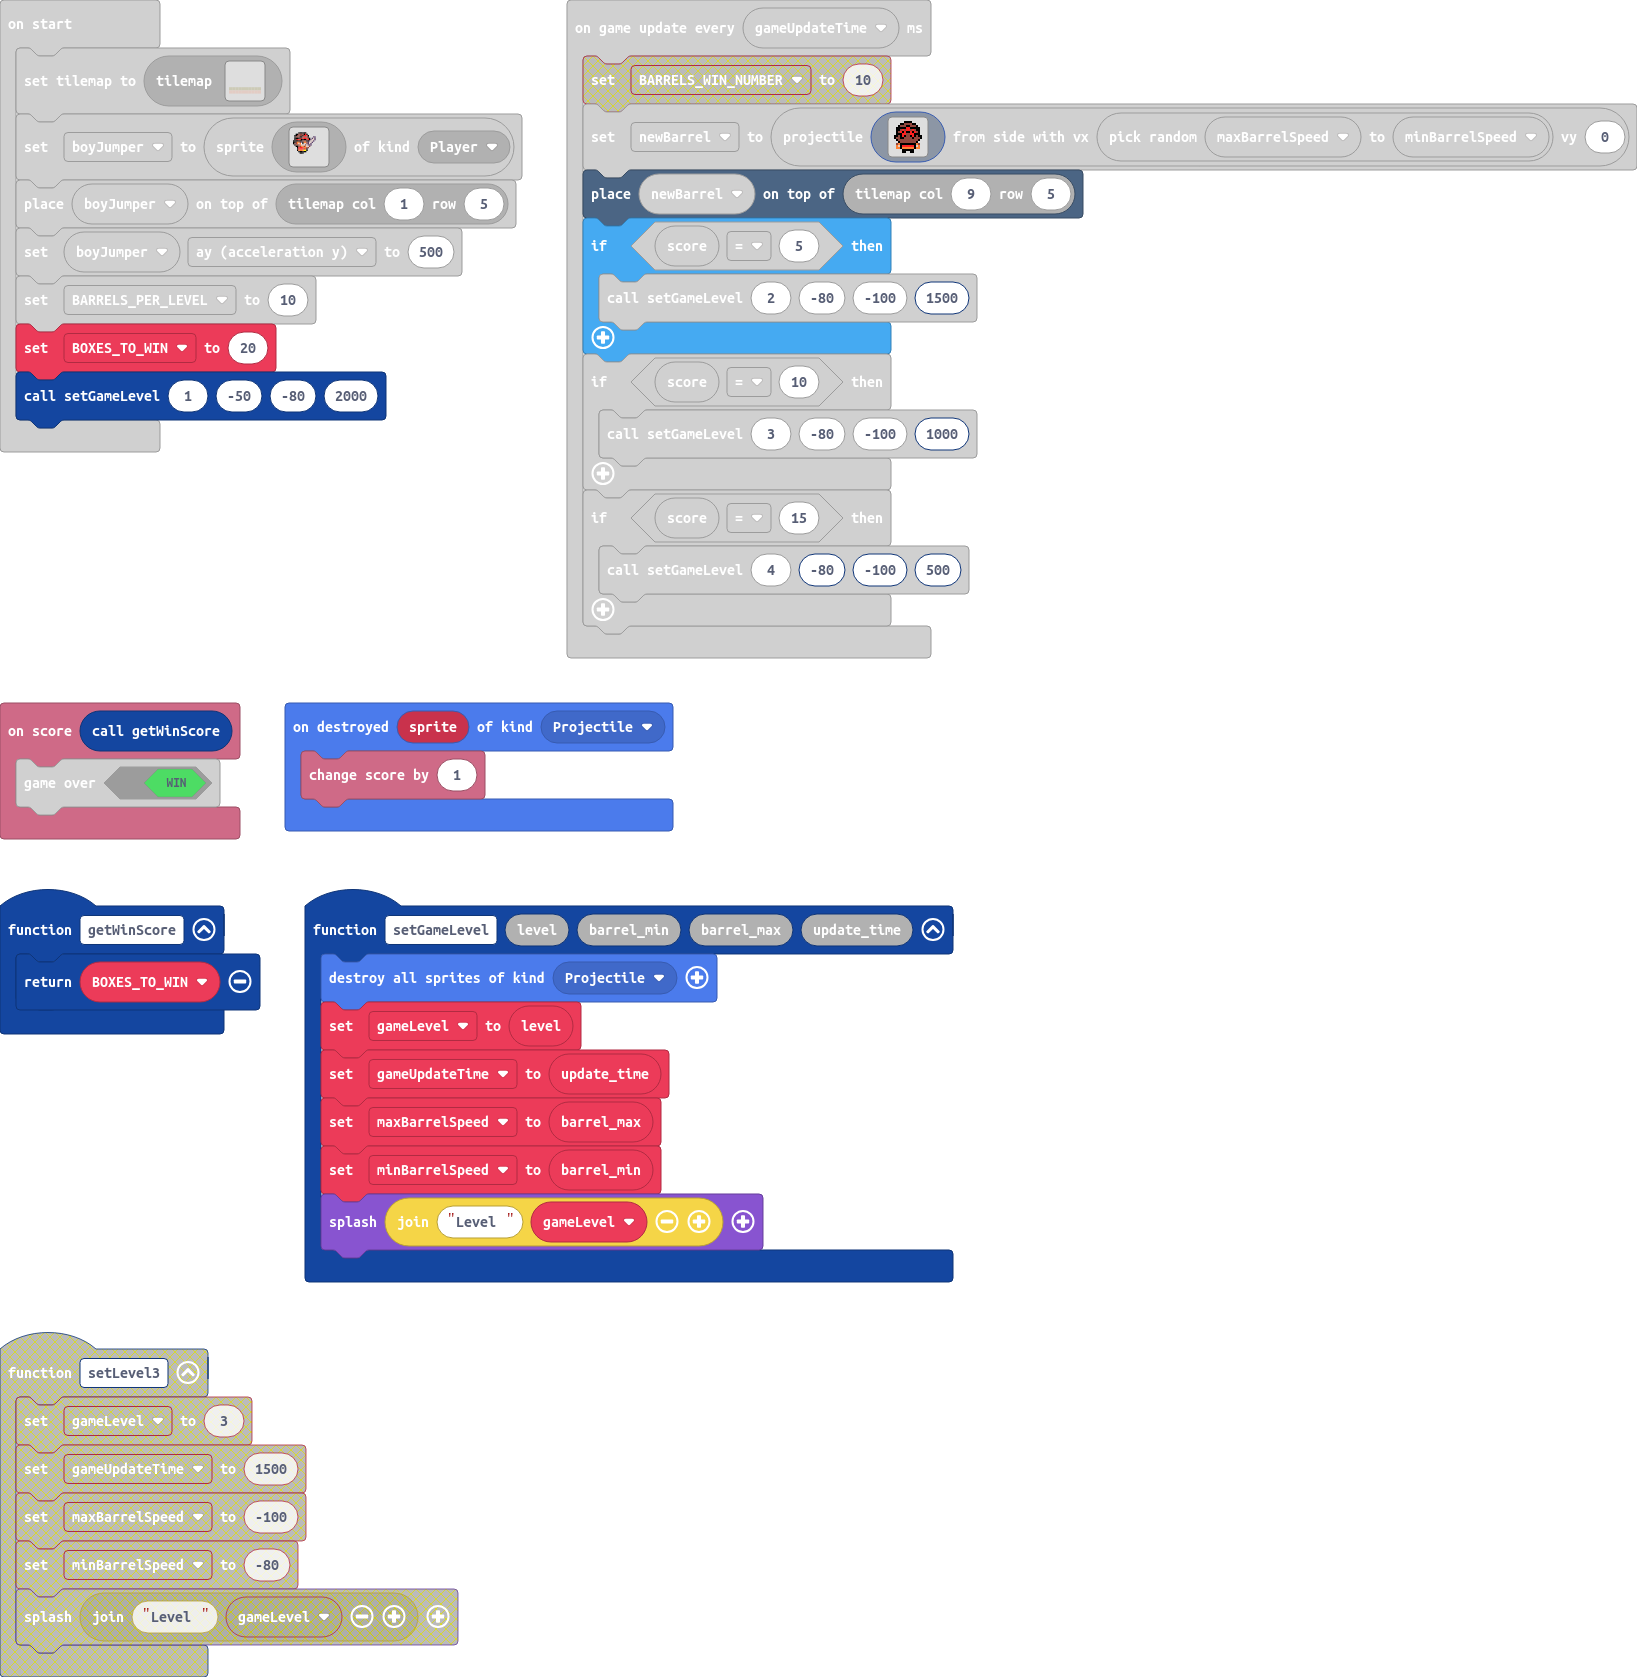 on start
set tilemap to tilemap
set boyJumper to sprite of kind Player
place boyJumper on top of tilemap col 1 row 5
set boyJumper ay (acceleration y) to 500
set BARRELS_PER_LEVEL to 10
set BOXES_TO_WIN to 20
call setGameLevel 1 -50 -80 2000
on game update every gameUpdateTime ms
set BARRELS_WIN_NUMBER to 10
set newBarrel to projectile from side with vx pick random maxBarrelSpeed to minBarrelSpeed vy 0
place newBarrel on top of tilemap col 9 row 5
if score = 5 then
call setGameLevel 2 -80 -100 1500
if score = 10 then
call setGameLevel 3 -80 -100 1000
if score = 15 then
call setGameLevel 4 -80 -100 500
on score call getWinScore
game over WIN
on destroyed sprite of kind Projectile
change score by 1
function getWinScore
return BOXES_TO_WIN
function setGameLevel level barrel_min barrel_max update_time
destroy all sprites of kind Projectile
set gameLevel to level
set gameUpdateTime to update_time
set maxBarrelSpeed to barrel_max
set minBarrelSpeed to barrel_min
splash join "Level " gameLevel
function setLevel3
set gameLevel to 3
set gameUpdateTime to 1500
set maxBarrelSpeed to -100
set minBarrelSpeed to -80
splash join "Level " gameLevel